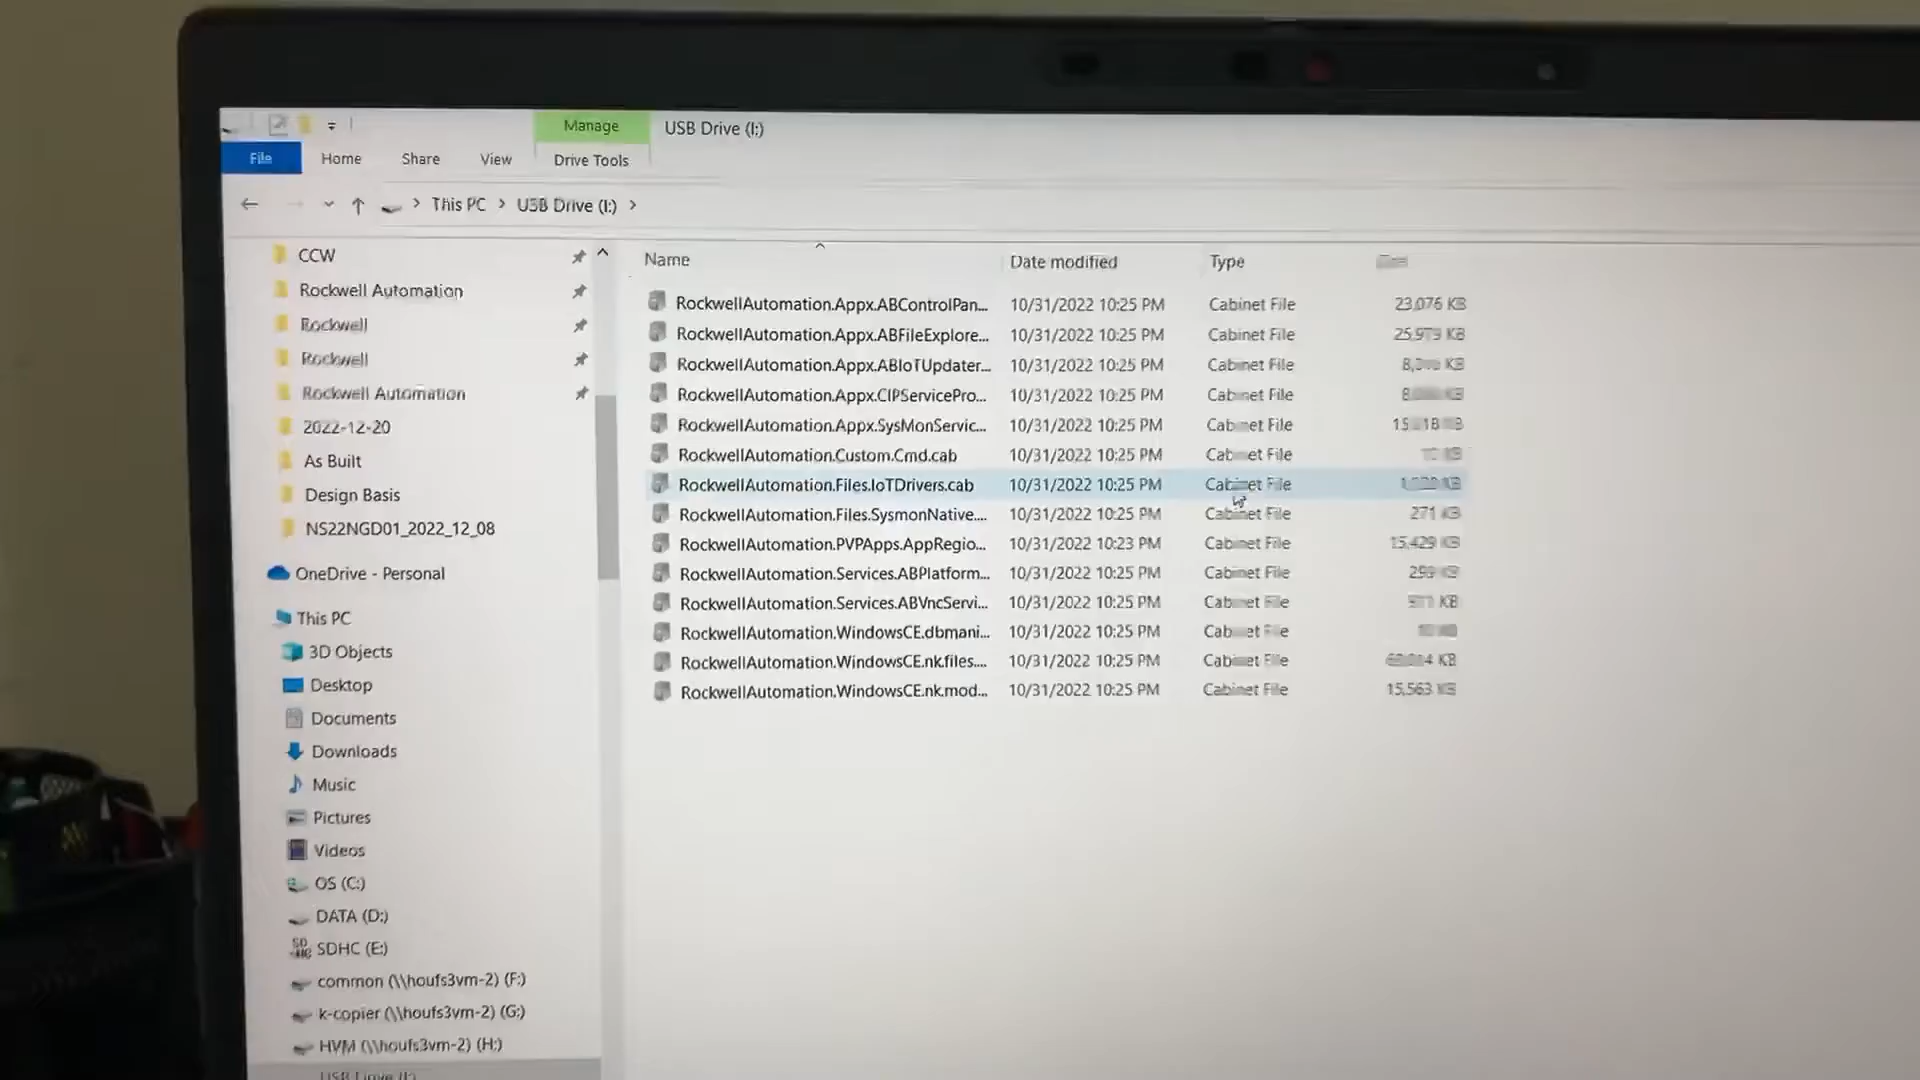 Manage USB Drive (I:)
File Home Share View Drive Tools
This PC USB Drive (I:)
CCW
Rockwell Automation
Rockwell
Rockwell
Rockwell Automation
2022-12-20
As Built
Design Basis
NS22NGD01_2022_12_08
OneDrive - Personal
This PC
3D Objects
Desktop
Documents
Downloads
Music
Pictures
Videos
OS (C:)
DATA (D:)
SDHC (E:)
common (\\houfs3vm-2) (F:)
k-copier (\\houfs3vm-2) (G:)
HVM (\\houfs3vm-2) (H:)
USB Drive (I:)
Name Date modified Type
RockwellAutomation.Appx.ABControlPan... 10/31/2022 10:25 PM Cabinet File 23,076 KB
RockwellAutomation.Appx.ABFileExplore... 10/31/2022 10:25 PM Cabinet File 25,979 KB
RockwellAutomation.Appx.ABIoTUpdater... 10/31/2022 10:25 PM Cabinet File KB
RockwellAutomation.Appx.CIPServicePro... 10/31/2022 10:25 PM Cabinet File KB
RockwellAutomation.Appx.SysMonServic... 10/31/2022 10:25 PM Cabinet File KB
RockwellAutomation.Custom.Cmd.cab 10/31/2022 10:25 PM Cabinet File KB
RockwellAutomation.Files.IoTDrivers.cab 10/31/2022 10:25 PM Cabinet File KB
RockwellAutomation.Files.SysmonNative.... 10/31/2022 10:25 PM Cabinet File 271 KB
RockwellAutomation.PVPApps.AppRegio... 10/31/2022 10:23 PM Cabinet File 15,429 KB
RockwellAutomation.Services.ABPlatform... 10/31/2022 10:25 PM Cabinet File KB
RockwellAutomation.Services.ABVncServi... 10/31/2022 10:25 PM Cabinet File KB
RockwellAutomation.WindowsCE.dbmani... 10/31/2022 10:25 PM Cabinet File KB
RockwellAutomation.WindowsCE.nk.files.... 10/31/2022 10:25 PM Cabinet File KB
RockwellAutomation.WindowsCE.nk.mod... 10/31/2022 10:25 PM Cabinet File 15,563 KB